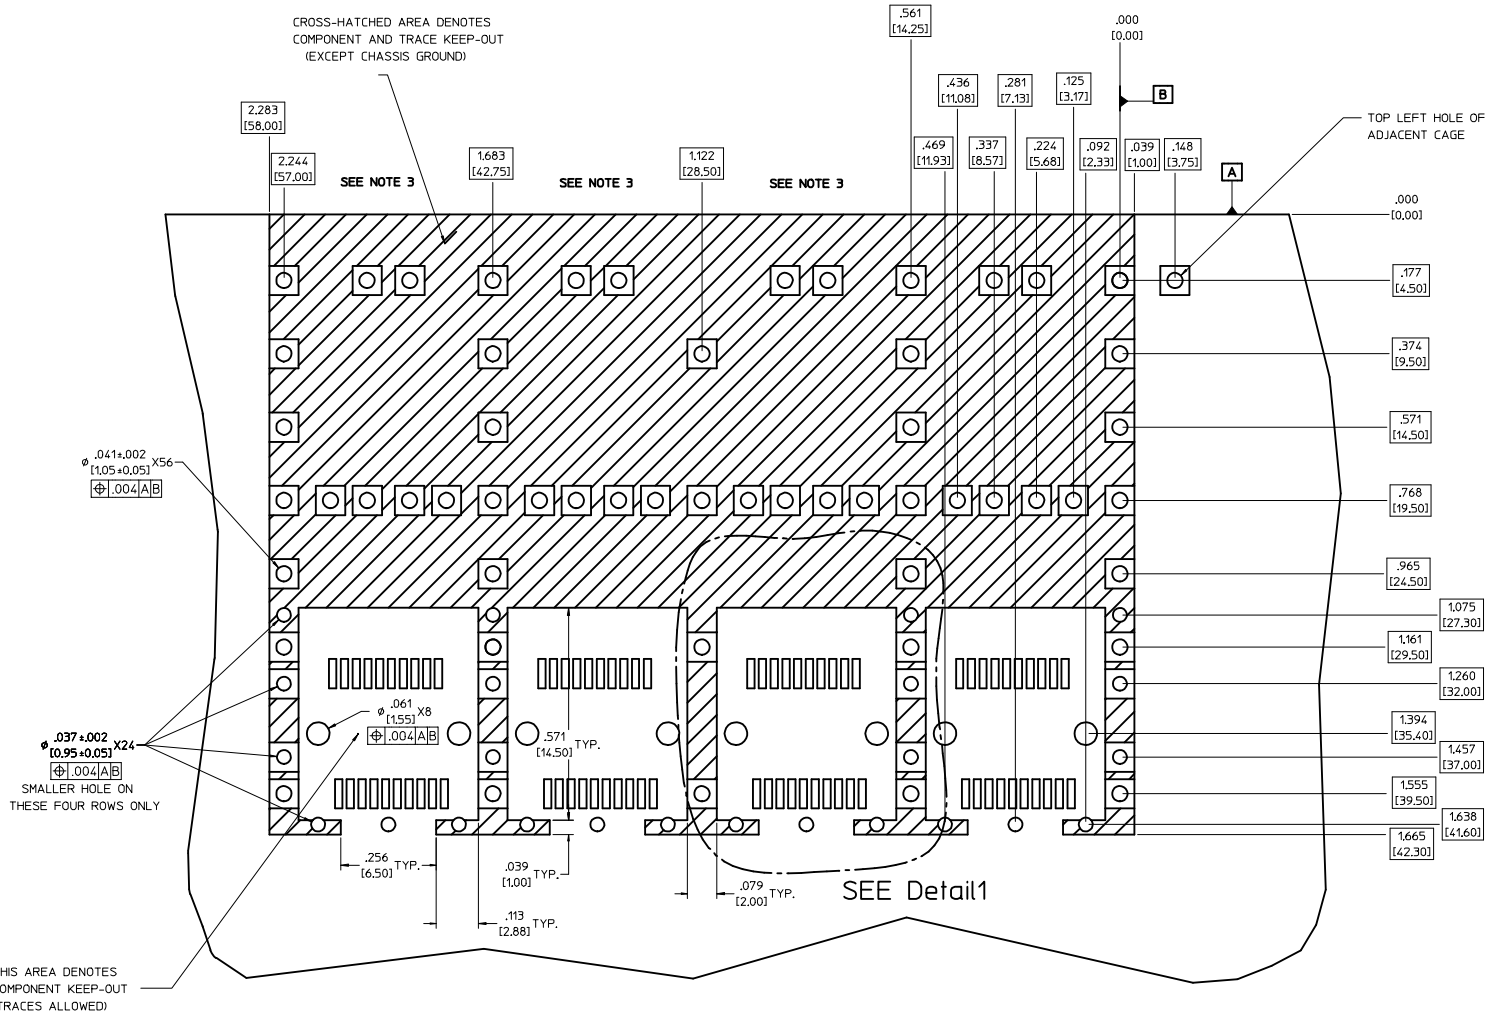 CROSS-HATCHED AREA DENOTES
COMPONENT AND TRACE KEEP-OUT
(EXCEPT CHASSIS GROUND)
.561
[14.25]
.000
[0.00]
.436
[11.08]
.281
[7.13]
.125
[3.17]
B
2.283
[58.00]
TOP LEFT HOLE OF
ADJACENT CAGE
2.244
[57.00]
SEE NOTE 3
1.683
[42.75]
SEE NOTE 3
1.122
[28.50]
SEE NOTE 3
.469
[11.93]
.337
[8.57]
.224
[5.68]
.092
[2.33]
.039
[1.00]
.148
[3.75]
A
.000
[0.00]
.177
[4.50]
.374
[9.50]
.571
[14.50]
ø .041±.002
[1.05±0.05] X56
⌖ .004 A B
.768
[19.50]
.965
[24.50]
1.075
[27.30]
1.161
[29.50]
1.260
[32.00]
ø .061
[1.55] X8
⌖ .004 A B
.571
[14.50] TYP.
1.394
[35.40]
ø .037±.002
[0.95±0.05] X24
⌖ .004 A B
SMALLER HOLE ON
THESE FOUR ROWS ONLY
1.457
[37.00]
1.555
[39.50]
1.638
[41.60]
1.665
[42.30]
.256
[6.50] TYP.
.039
[1.00] TYP.
.079
[2.00] TYP.
SEE Detail1
.113
[2.88] TYP.
HIS AREA DENOTES
OMPONENT KEEP-OUT
TRACES ALLOWED)